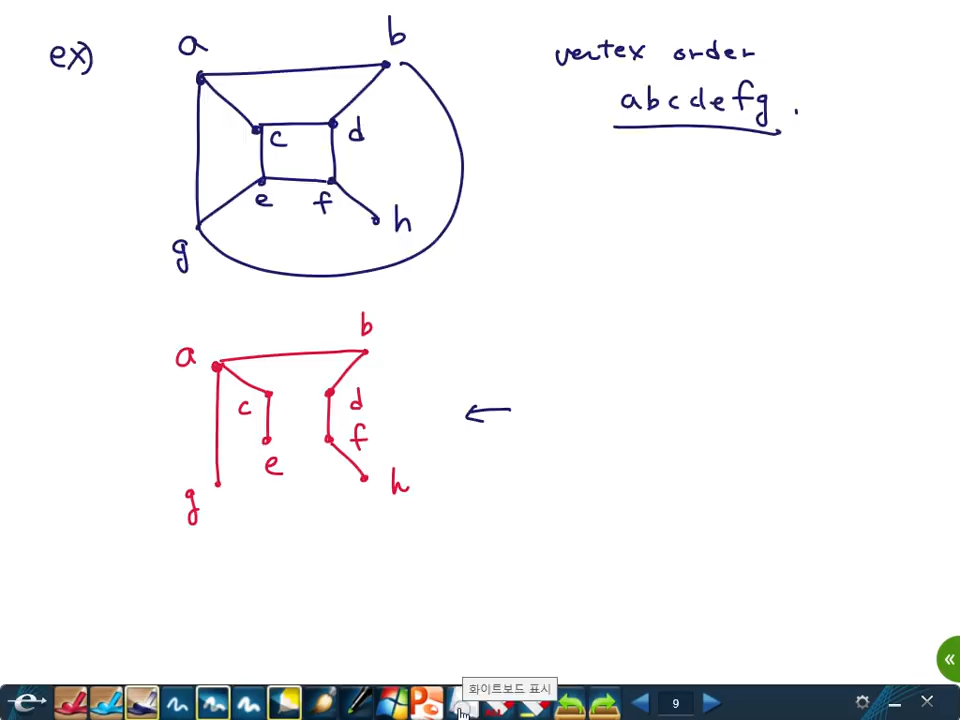 ex)
a
b
vertex order
abcdefg.
c
d
e
f
h
g
b
a
c
d
f
e
h
g
화이트보드 표시
9
«